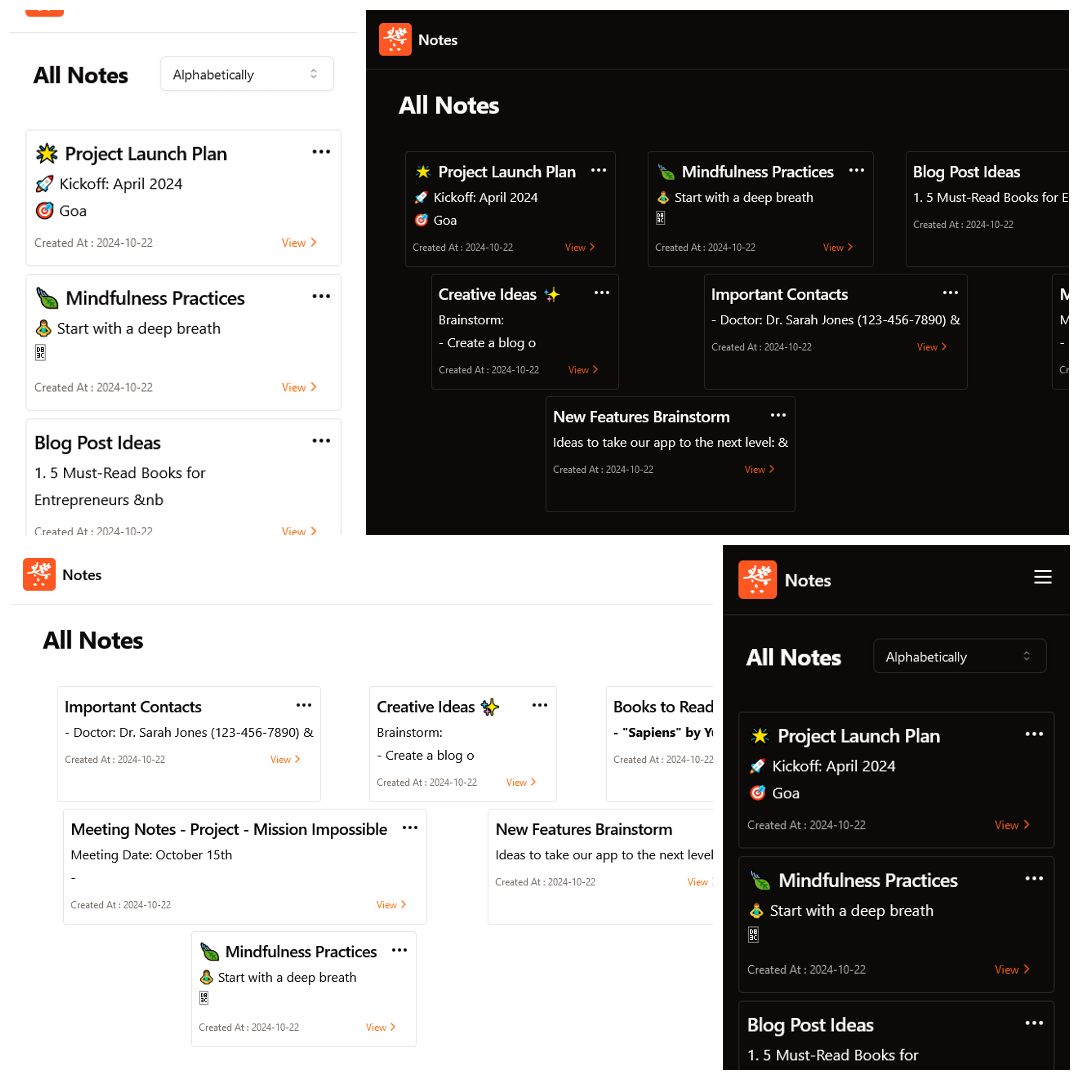 All Notes
Alphabetically
🌟 Project Launch Plan
🚀 Kickoff: April 2024
🎯 Goa
Created At : 2024-10-22
View
Mindfulness Practices
Start with a deep breath
Created At : 2024-10-22
View
Blog Post Ideas
1. 5 Must-Read Books for
Entrepreneurs &nb
Created At : 2024-10-22
View
Notes
All Notes
🌟 Project Launch Plan
🚀 Kickoff: April 2024
🎯 Goa
Created At : 2024-10-22
View
Mindfulness Practices
Start with a deep breath
Created At : 2024-10-22
View
Blog Post Ideas
1. 5 Must-Read Books for E
Created At : 2024-10-22
Creative Ideas ✨
Brainstorm:
- Create a blog o
Created At : 2024-10-22
View
Important Contacts
- Doctor: Dr. Sarah Jones (123-456-7890) &
Created At : 2024-10-22
View
M
M
-
Cr
New Features Brainstorm
Ideas to take our app to the next level: &
Created At : 2024-10-22
View
Notes
All Notes
Important Contacts
- Doctor: Dr. Sarah Jones (123-456-7890) &
Created At : 2024-10-22
View
Creative Ideas ✨
Brainstorm:
- Create a blog o
Created At : 2024-10-22
View
Books to Read
- "Sapiens" by Yu
Created At : 2024-10-22
Meeting Notes - Project - Mission Impossible
Meeting Date: October 15th
-
Created At : 2024-10-22
View
New Features Brainstorm
Ideas to take our app to the next level
Created At : 2024-10-22
View
Mindfulness Practices
Start with a deep breath
Created At : 2024-10-22
View
Notes
All Notes
Alphabetically
🌟 Project Launch Plan
🚀 Kickoff: April 2024
🎯 Goa
Created At : 2024-10-22
View
Mindfulness Practices
Start with a deep breath
Created At : 2024-10-22
View
Blog Post Ideas
1. 5 Must-Read Books for